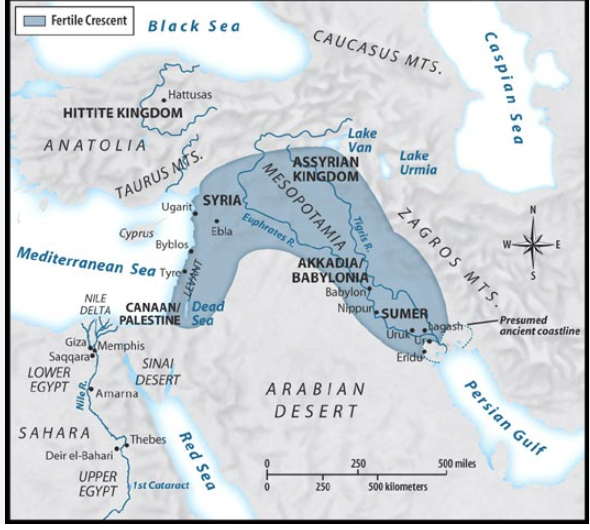 Fertile Crescent
Black Sea
CAUCASUS MTS.
Caspian Sea
Hattusas
HITTITE KINGDOM
ANATOLIA
TAURUS MTS.
Lake
Van
Lake
Urmia
ASSYRIAN
KINGDOM
MESOPOTAMIA
SYRIA
Ugarit
Ebla
Cyprus
Byblos
Euphrates R.
Tigris R.
ZAGROS MTS.
N
W
E
S
Mediterranean Sea
Tyre
LEVANT
AKKADIA/
BABYLONIA
Babylon
Nippur
SUMER
Uruk
Ur
Lagash
Eridu
Presumed
ancient coastline
CANAAN/
PALESTINE
Dead
Sea
NILE
DELTA
Giza
Memphis
Saqqara
LOWER
EGYPT
SINAI
DESERT
Nile R.
Amarna
ARABIAN
DESERT
Persian Gulf
SAHARA
Thebes
Deir el-Bahari
Red Sea
UPPER
EGYPT
1st Cataract
0
250
500 miles
0
250
500 kilometers